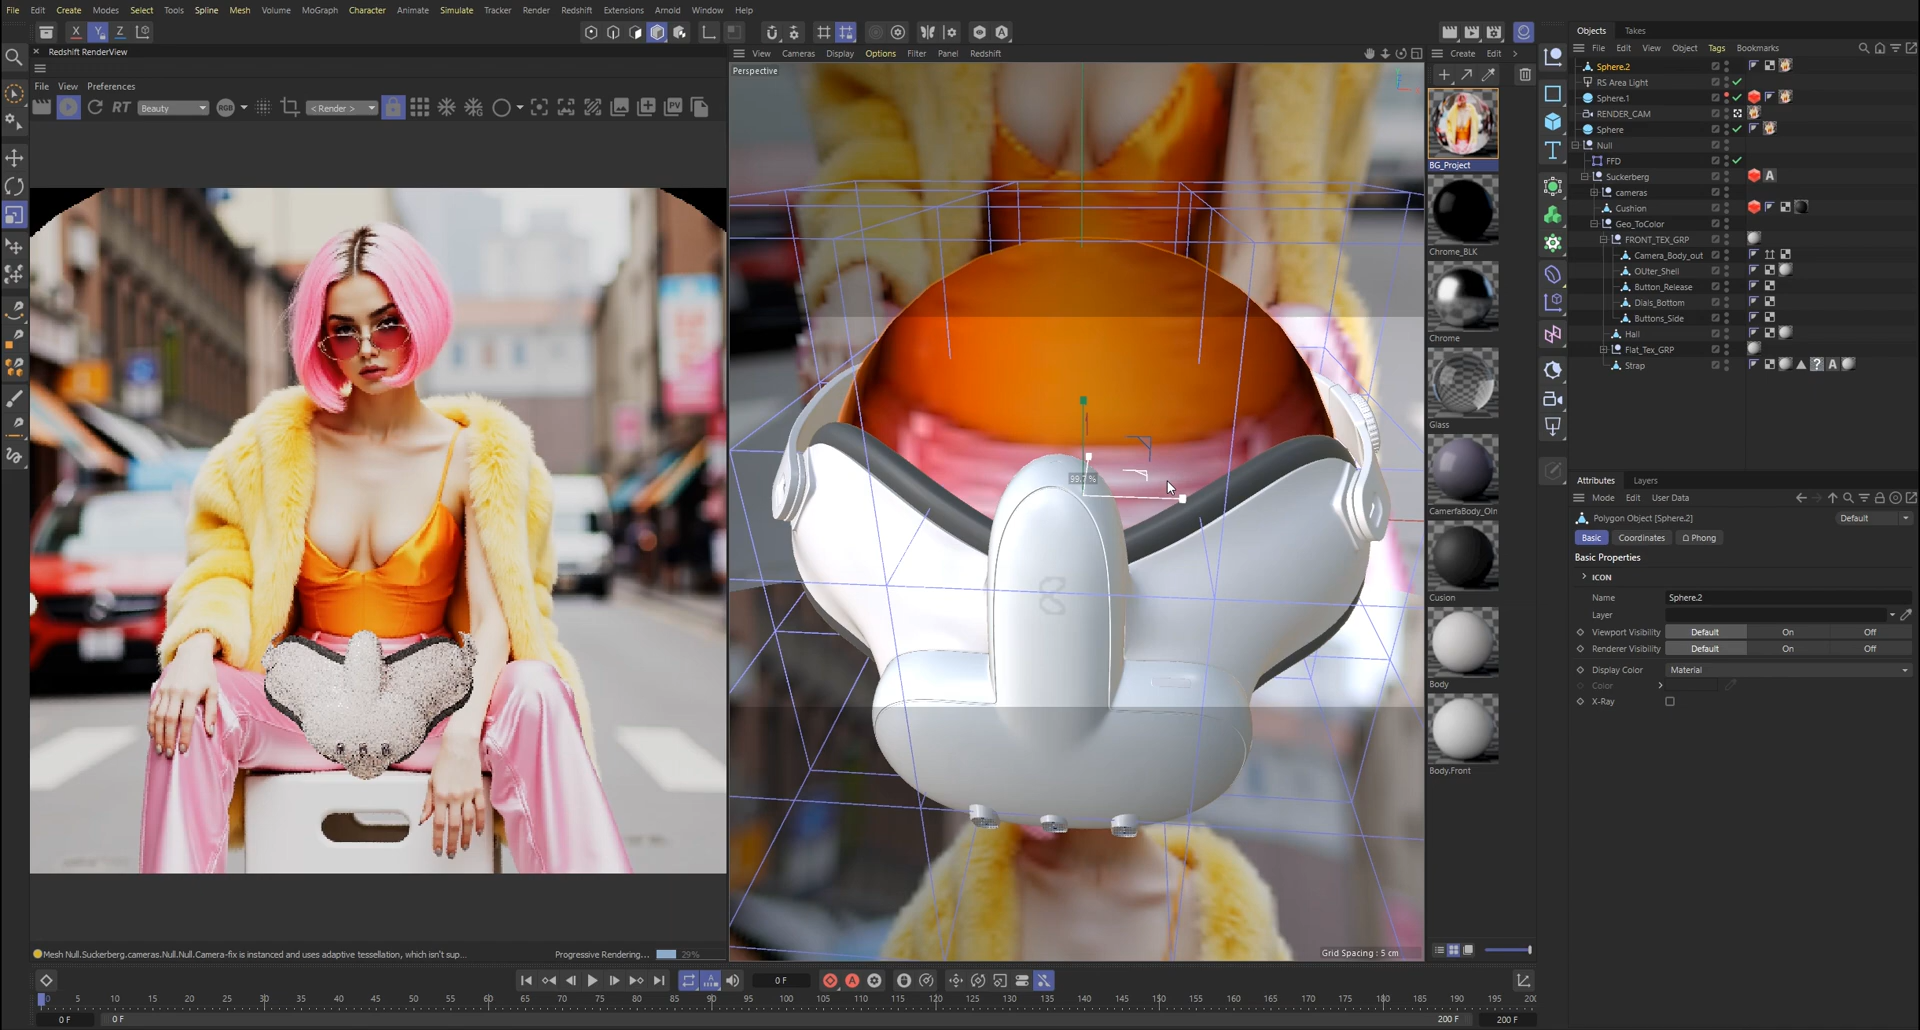 File Edit Create Modes Select Tools Spline Mesh Volume MoGraph Character Animate Simulate Tracker Render Redshift Extensions Arnold Window Help
X Y Z
Redshift RenderView
File View Preferences
RT Beauty RGB < Render > PV
View Cameras Display Options Filter Panel Redshift
Perspective
99.7%
Grid Spacing : 5 cm
Create Edit
BG_Project
Chrome_BLK
Chrome
Glass
CamerfaBody_Oln
Cusion
Body
Body.Front
Objects Takes
File Edit View Object Tags Bookmarks
Sphere.2
RS Area Light
Sphere.1
RENDER_CAM
Sphere
Null
FFD
Suckerberg
cameras
Cushion
Geo_ToColor
FRONT_TEX_GRP
Camera_Body_out
OUter_Shell
Button_Release
Dials_Bottom
Buttons_Side
Hall
Flat_Tex_GRP
Strap
Attributes Layers
Mode Edit User Data
Polygon Object [Sphere.2] Default
Basic Coordinates Phong
Basic Properties
ICON
Name Sphere.2
Layer
Viewport Visibility Default On Off
Renderer Visibility Default On Off
Display Color Material
Color
X-Ray
Mesh Null.Suckerberg.cameras.Null.Null.Camera-fix is instanced and uses adaptive tessellation, which isn't sup...
Progressive Rendering... 29%
0 F
0 5 10 15 20 25 30 35 40 45 50 55 60 65 70 75 80 85 90 95 100 105 110 115 120 125 130 135 140 145 150 155 160 165 170 175 180 185 190 195 200
0 F 0 F 200 F 200 F